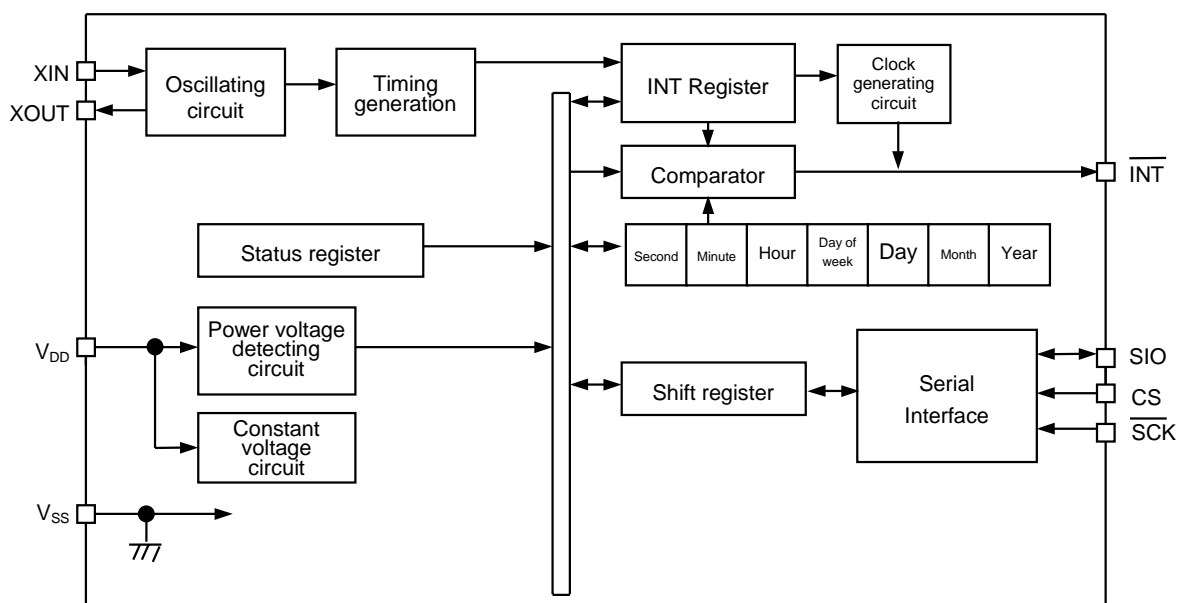 XIN
XOUT
Oscillating
circuit
Timing
generation
INT Register
Clock
generating
circuit
Comparator
INT
Status register
Second
Minute
Hour
Day of
week
Day
Month
Year
VDD
Power voltage
detecting
circuit
Constant
voltage
circuit
VSS
Shift register
Serial
Interface
SIO
CS
SCK